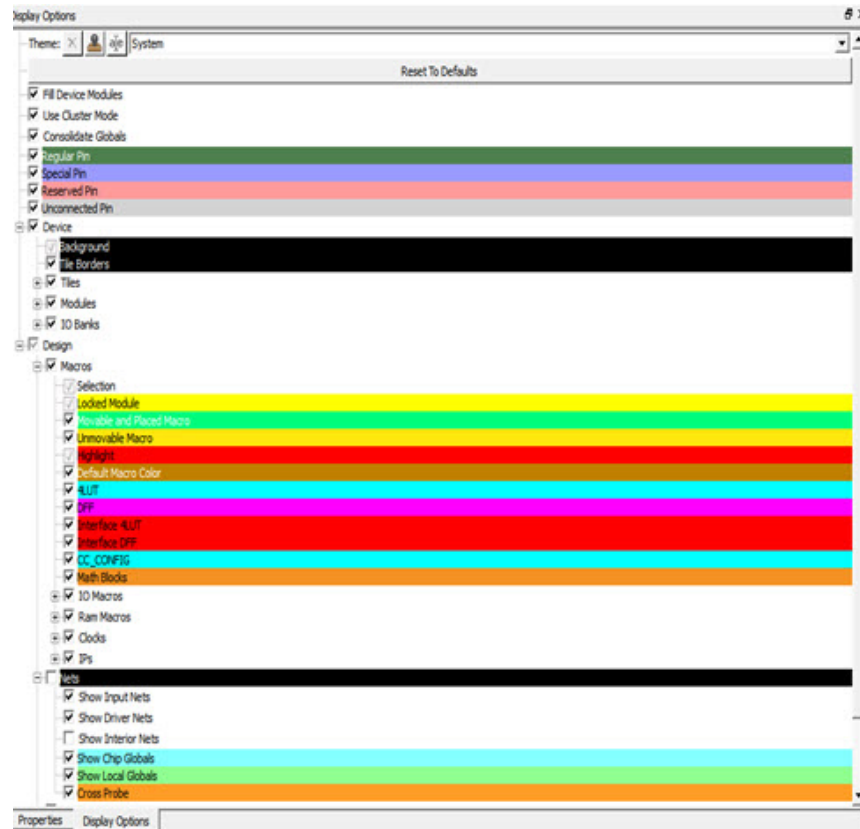 Display Options
Theme: System
Reset To Defaults
Fill Device Modules
Use Cluster Mode
Consolidate Globals
Regular Pin
Special Pin
Reserved Pin
Unconnected Pin
Device
Background
Tile Borders
Tiles
Modules
IO Banks
Design
Macros
Selection
Locked Module
Movable and Placed Macro
Unmovable Macro
Highlight
Default Macro Color
4LUT
DFF
Interface 4LUT
Interface DFF
CC_CONFIG
Math Blocks
IO Macros
Ram Macros
Clocks
IPs
Nets
Show Input Nets
Show Driver Nets
Show Interior Nets
Show Chip Globals
Show Local Globals
Cross Probe
Properties Display Options